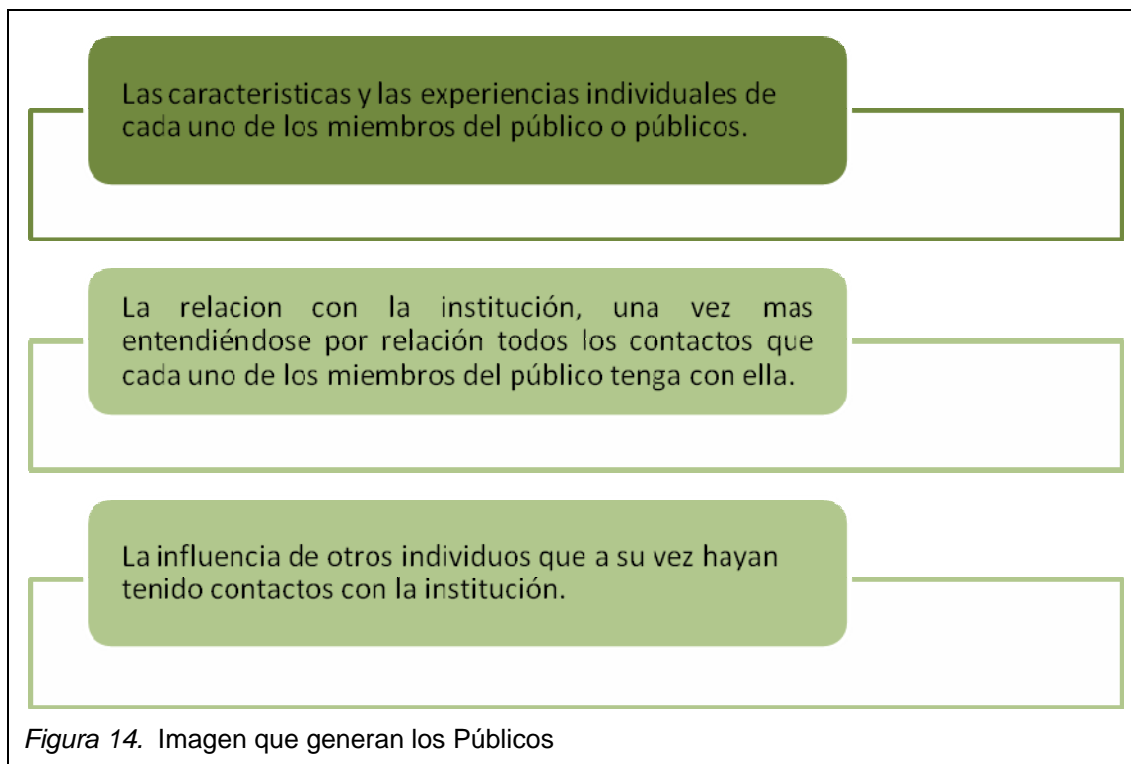 Las caracteristicas y las experiencias individuales de
cada uno de los miembros del público o públicos.
La relacion con la institución, una vez mas
entendiéndose por relación todos los contactos que
cada uno de los miembros del público tenga con ella.
La influencia de otros individuos que a su vez hayan
tenido contactos con la institución.
Figura 14. Imagen que generan los Públicos